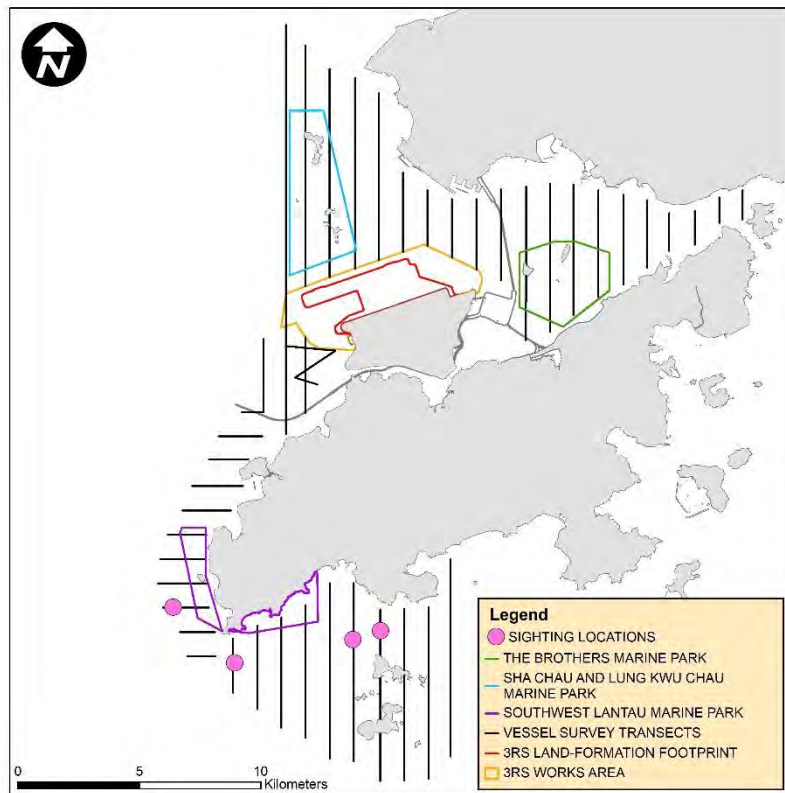 N
Legend
SIGHTING LOCATIONS
THE BROTHERS MARINE PARK
SHA CHAU AND LUNG KWU CHAU
MARINE PARK
SOUTHWEST LANTAU MARINE PARK
VESSEL SURVEY TRANSECTS
3RS LAND-FORMATION FOOTPRINT
3RS WORKS AREA
0 5 10
Kilometers